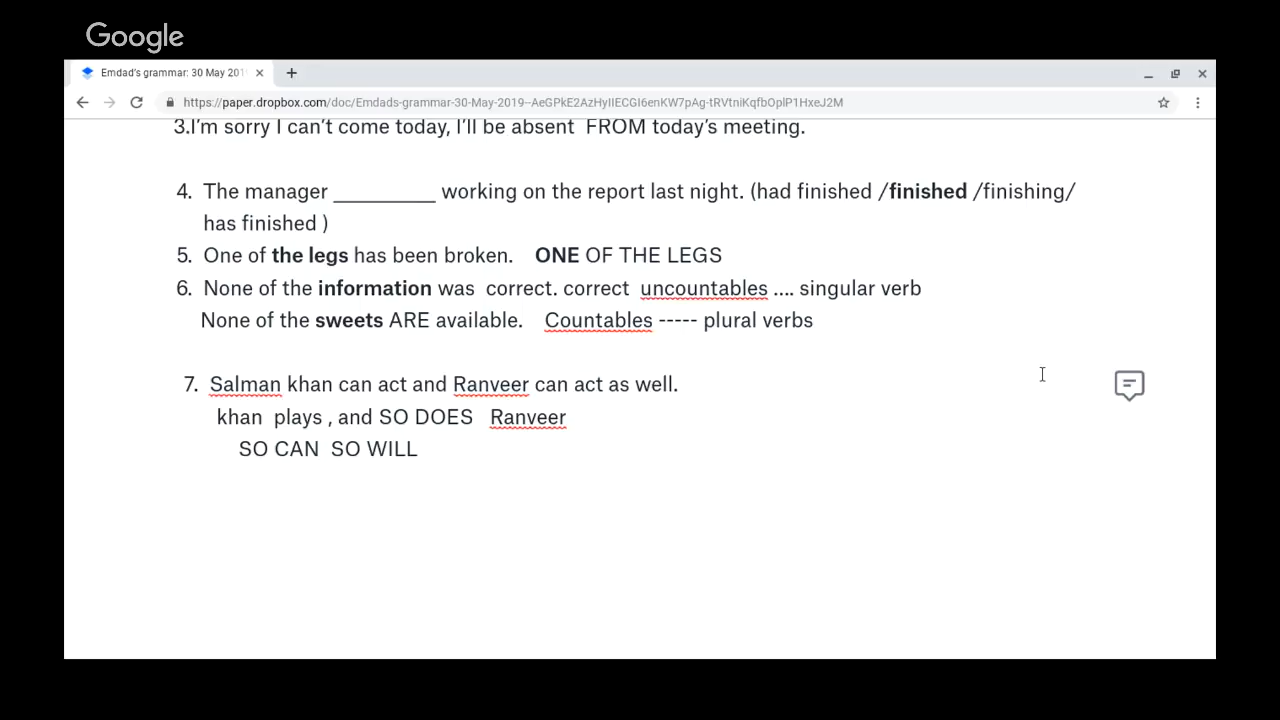 Google
Emdad's grammar: 30 May 201
https://paper.dropbox.com/doc/Emdads-grammar-30-May-2019--AeGPkE2AzHyIIECGI6enKW7pAg-tRVtniKqfbOplP1HxeJ2M
3.I'm sorry I can't come today, I'll be absent FROM today's meeting.
4. The manager __________ working on the report last night. (had finished /finished /finishing/
has finished )
5. One of the legs has been broken. ONE OF THE LEGS
6. None of the information was correct. correct uncountables .... singular verb
None of the sweets ARE available. Countables ----- plural verbs
7. Salman khan can act and Ranveer can act as well.
khan plays , and SO DOES Ranveer
SO CAN SO WILL